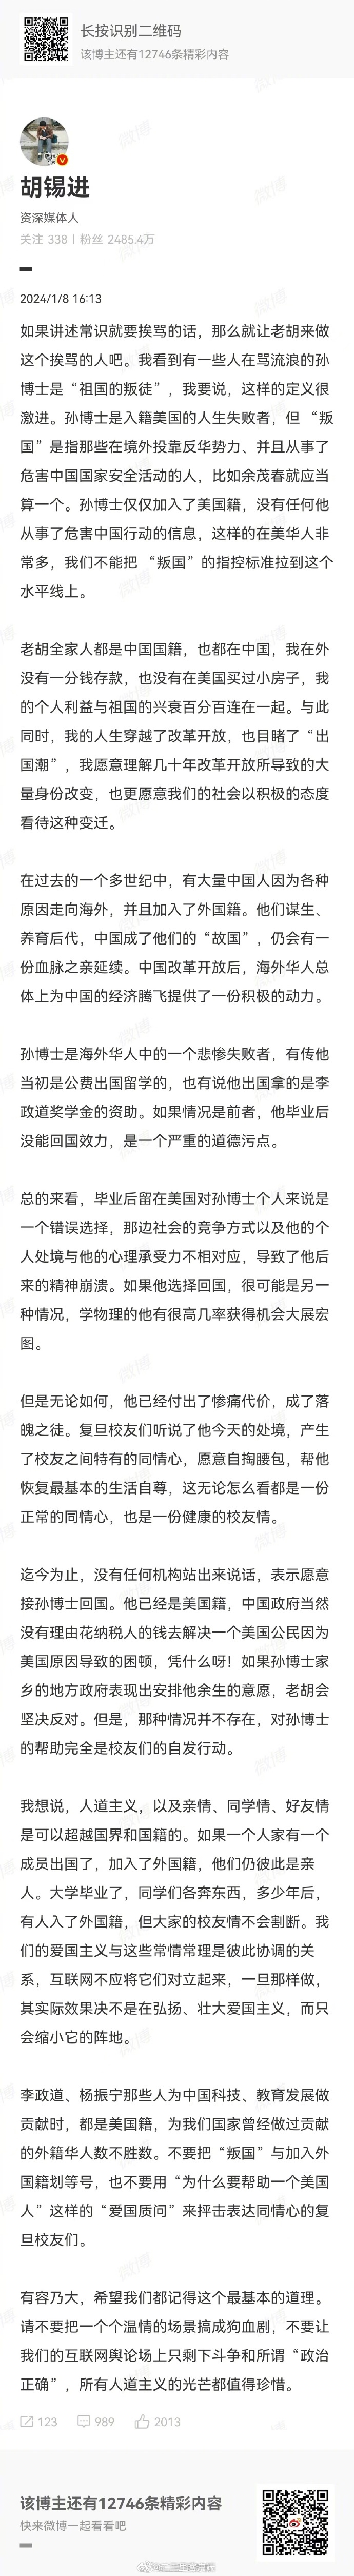 长按识别二维码
该博主还有12746条精彩内容
胡锡进
资深媒体人
关注 338 | 粉丝 2485.4万
2024/1/8 16:13
如果讲述常识就要挨骂的话，那么就让老胡来做
这个挨骂的人吧。我看到有一些人在骂流浪的孙
博士是“祖国的叛徒”，我要说，这样的定义很
激进。孙博士是入籍美国的人生失败者，但 “叛
国”是指那些在境外投靠反华势力、并且从事了
危害中国国家安全活动的人，比如余茂春就应当
算一个。孙博士仅仅加入了美国籍，没有任何他
从事了危害中国行动的信息，这样的在美华人非
常多，我们不能把 “叛国”的指控标准拉到这个
水平线上。
老胡全家人都是中国国籍，也都在中国，我在外
没有一分钱存款，也没有在美国买过小房子，我
的个人利益与祖国的兴衰百分百连在一起。与此
同时，我的人生穿越了改革开放，也目睹了“出
国潮”，我愿意理解几十年改革开放所导致的大
量身份改变，也更愿意我们的社会以积极的态度
看待这种变迁。
在过去的一个多世纪中，有大量中国人因为各种
原因走向海外，并且加入了外国籍。他们谋生、
养育后代，中国成了他们的“故国”，仍会有一
份血脉之亲延续。中国改革开放后，海外华人总
体上为中国的经济腾飞提供了一份积极的动力。
孙博士是海外华人中的一个悲惨失败者，有传他
当初是公费出国留学的，也有说他出国拿的是李
政道奖学金的资助。如果情况是前者，他毕业后
没能回国效力，是一个严重的道德污点。
总的来看，毕业后留在美国对孙博士个人来说是
一个错误选择，那边社会的竞争方式以及他的个
人处境与他的心理承受力不相对应，导致了他后
来的精神崩溃。如果他选择回国，很可能是另一
种情况，学物理的他有很高几率获得机会大展宏
图。
但是无论如何，他已经付出了惨痛代价，成了落
魄之徒。复旦校友们听说了他今天的处境，产生
了校友之间特有的同情心，愿意自掏腰包，帮他
恢复最基本的生活自尊，这无论怎么看都是一份
正常的同情心，也是一份健康的校友情。
迄今为止，没有任何机构站出来说话，表示愿意
接孙博士回国。他已经是美国籍，中国政府当然
没有理由花纳税人的钱去解决一个美国公民因为
美国原因导致的困顿，凭什么呀！如果孙博士家
乡的地方政府表现出安排他余生的意愿，老胡会
坚决反对。但是，那种情况并不存在，对孙博士
的帮助完全是校友们的自发行动。
我想说，人道主义，以及亲情、同学情、好友情
是可以超越国界和国籍的。如果一个人家有一个
成员出国了，加入了外国籍，他们仍彼此是亲
人。大学毕业了，同学们各奔东西，多少年后，
有人入了外国籍，但大家的校友情不会割断。我
们的爱国主义与这些常情常理是彼此协调的关
系，互联网不应将它们对立起来，一旦那样做，
其实际效果决不是在弘扬、壮大爱国主义，而只
会缩小它的阵地。
李政道、杨振宁那些人为中国科技、教育发展做
贡献时，都是美国籍，为我们国家曾经做过贡献
的外籍华人数不胜数。不要把“叛国”与加入外
国籍划等号，也不要用“为什么要帮助一个美国
人”这样的“爱国质问”来抨击表达同情心的复
旦校友们。
有容乃大，希望我们都记得这个最基本的道理。
请不要把一个个温情的场景搞成狗血剧，不要让
我们的互联网舆论场上只剩下斗争和所谓“政治
正确”，所有人道主义的光芒都值得珍惜。
123 989 2013
该博主还有12746条精彩内容
快来微博一起看看吧